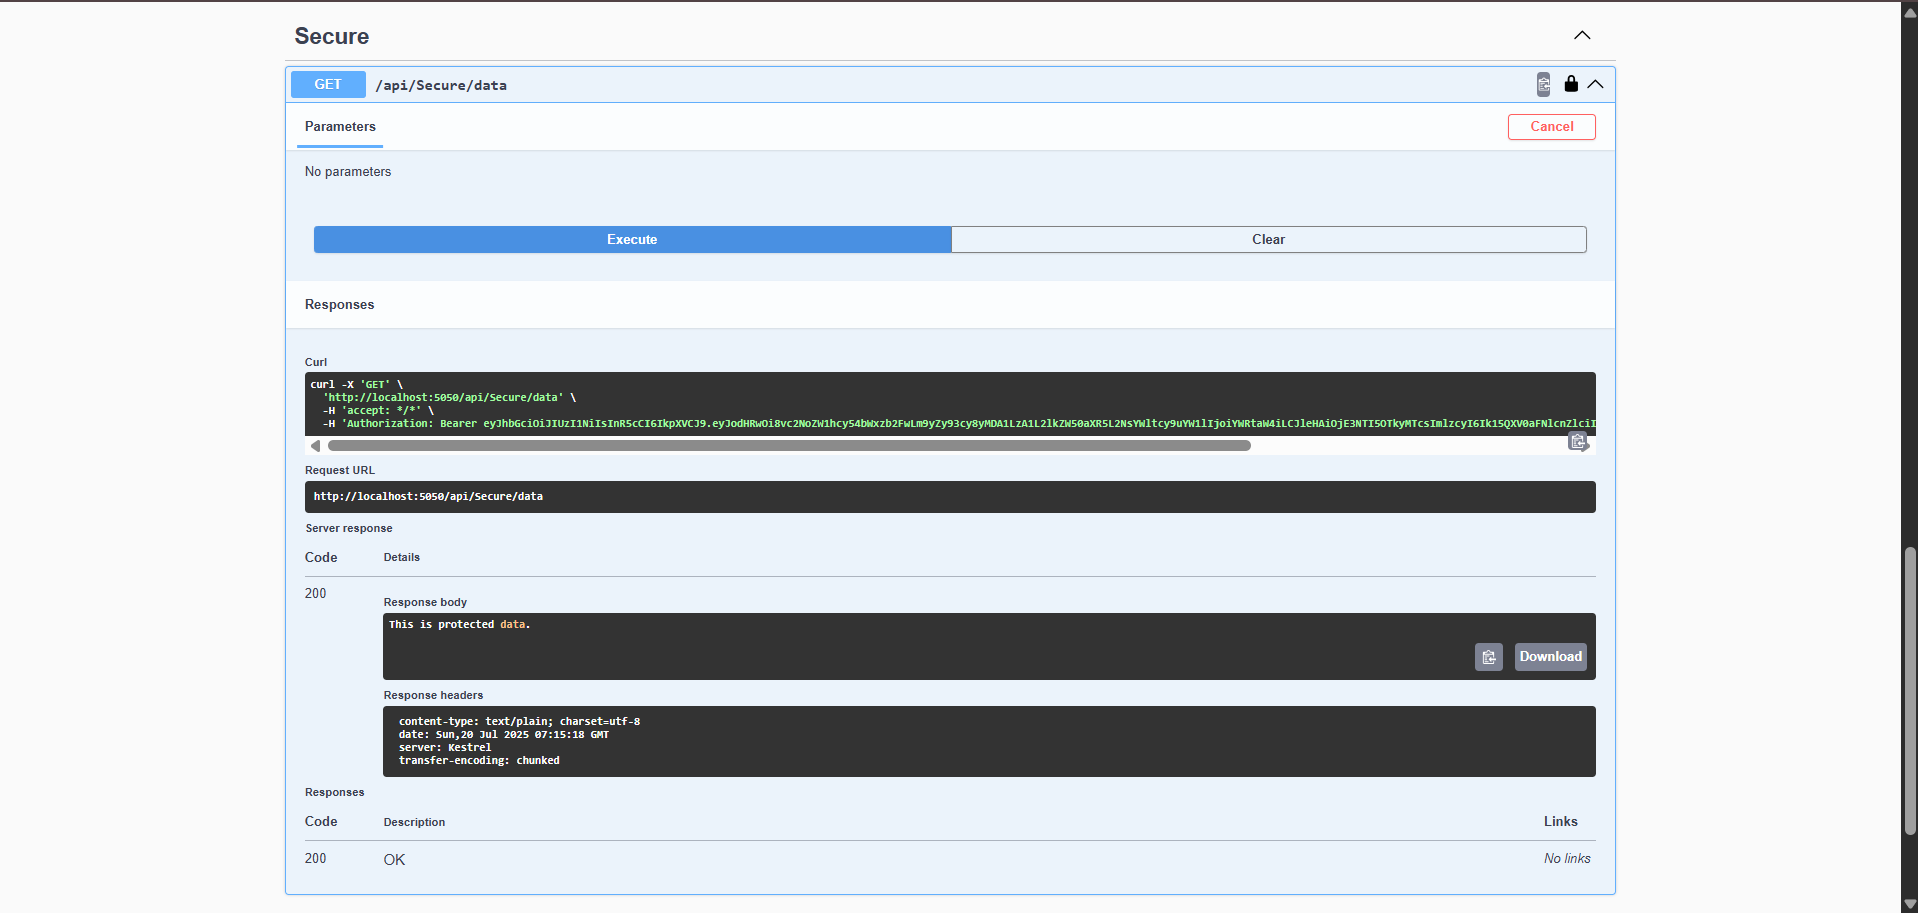 Secure
GET /api/Secure/data
Parameters
Cancel
No parameters
Execute
Clear
Responses
Curl
curl -X 'GET' \
'http://localhost:5050/api/Secure/data' \
-H 'accept: */*' \
-H 'Authorization: Bearer eyJhbGciOiJIUzI1NiIsInR5cCI6IkpXVCJ9.eyJodHRwOi8vc2NoZW1hcy54bWxzb2FwLm9yZy93cy8yMDA1LzA1L2lkZW50aXR5L2NsYWltcy9uYW1lIjoiYWRtaW4iLCJleHAiOjE3NTI5OTkyMTcsImlzcyI6Ik15QXV0aFNlcnZlciI
Request URL
http://localhost:5050/api/Secure/data
Server response
Code Details
200
Response body
This is protected data.
Download
Response headers
content-type: text/plain; charset=utf-8
date: Sun,20 Jul 2025 07:15:18 GMT
server: Kestrel
transfer-encoding: chunked
Responses
Code Description Links
200 OK No links